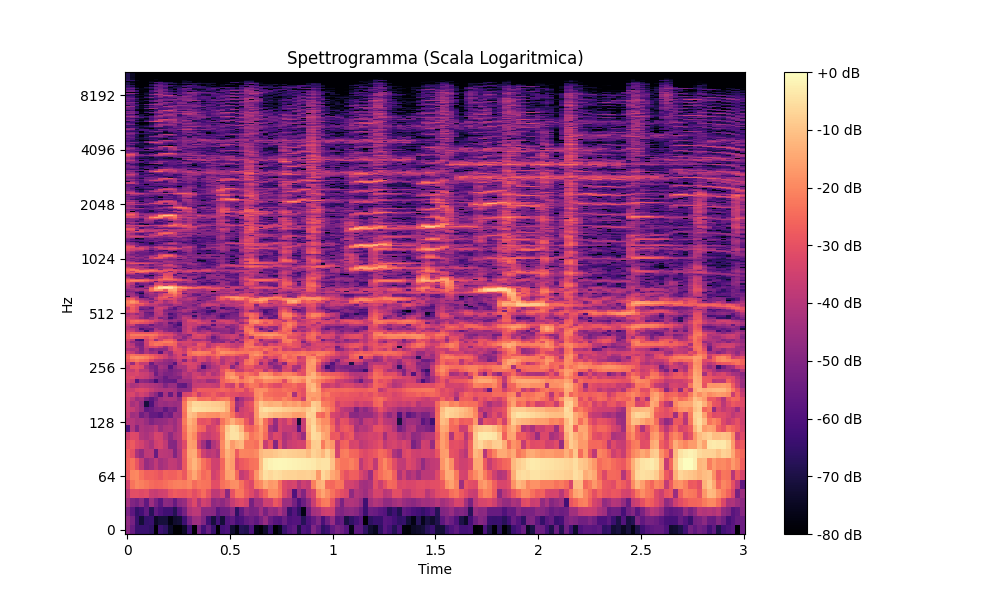 Spettrogramma (Scala Logaritmica)
Hz
8192
4096
2048
1024
512
256
128
64
0
0
0.5
1
1.5
2
2.5
3
Time
+0 dB
-10 dB
-20 dB
-30 dB
-40 dB
-50 dB
-60 dB
-70 dB
-80 dB